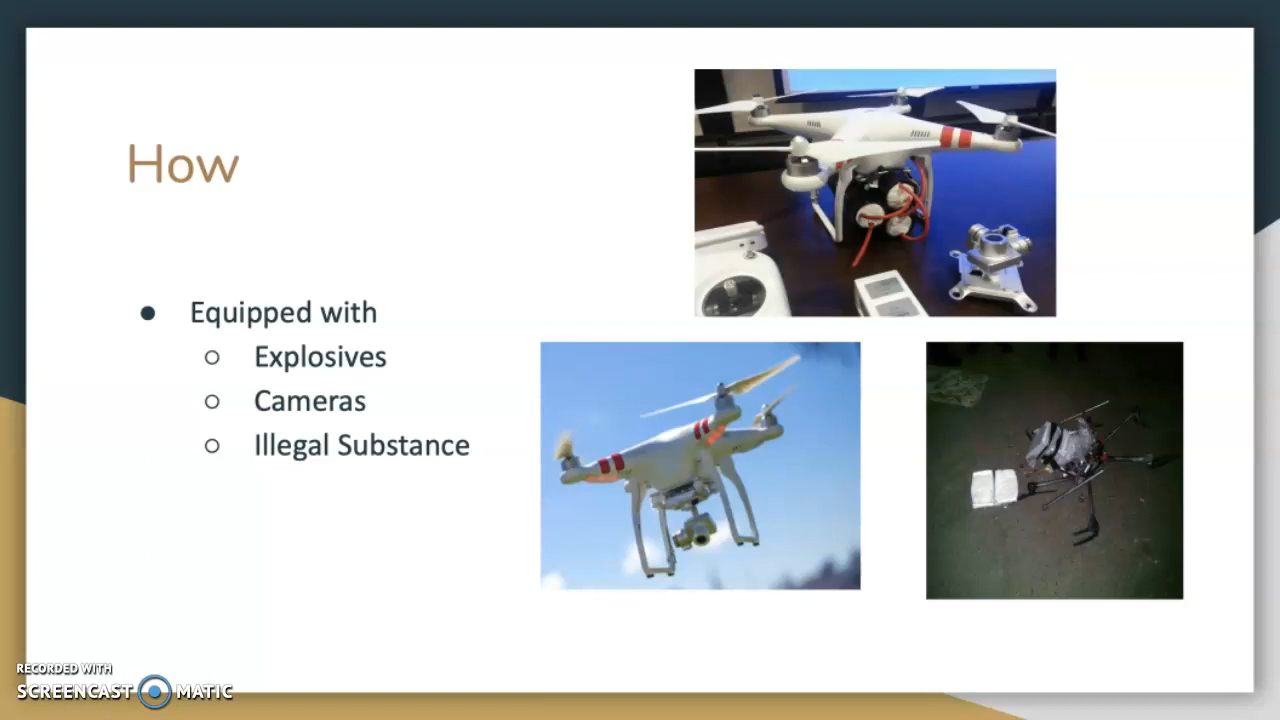 How
● Equipped with
○ Explosives
○ Cameras
○ Illegal Substance
RECORDED WITH
SCREENCAST MATIC